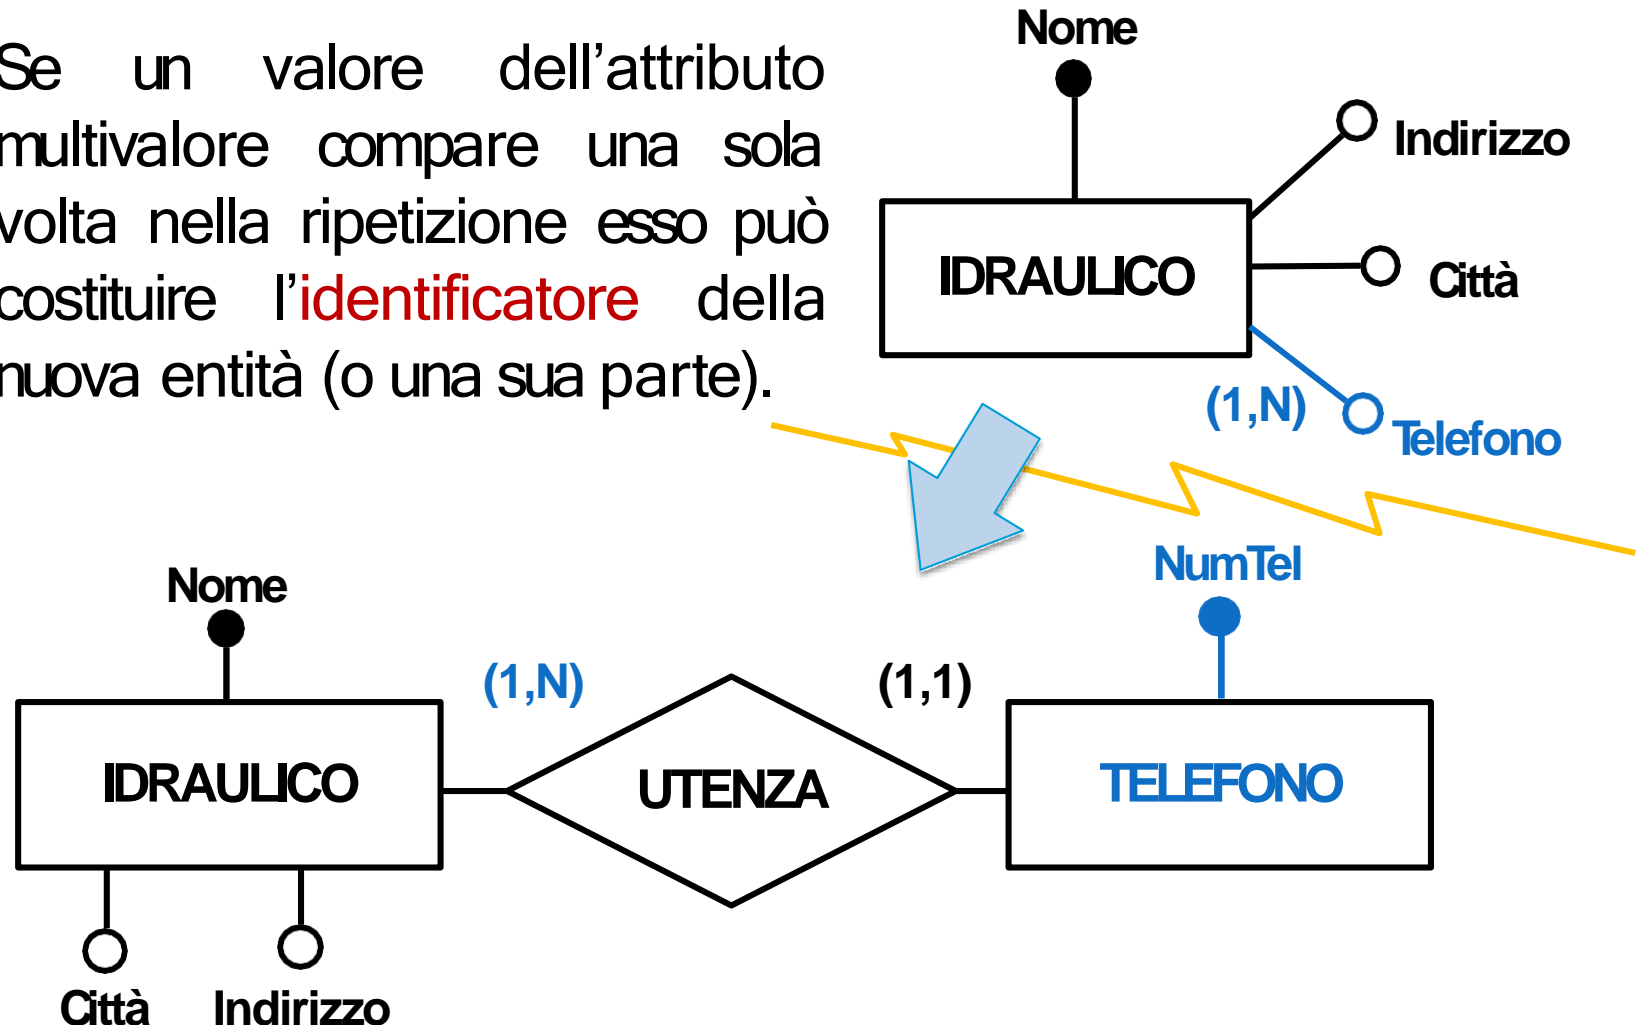 Se un valore dell’attributo
multivalore compare una sola
volta nella ripetizione esso può
costituire l’identificatore della
nuova entità (o una sua parte).
Nome
Indirizzo
IDRAULICO
Città
(1,N)
Telefono
NumTel
Nome
(1,N)
(1,1)
IDRAULICO
UTENZA
TELEFONO
Città
Indirizzo